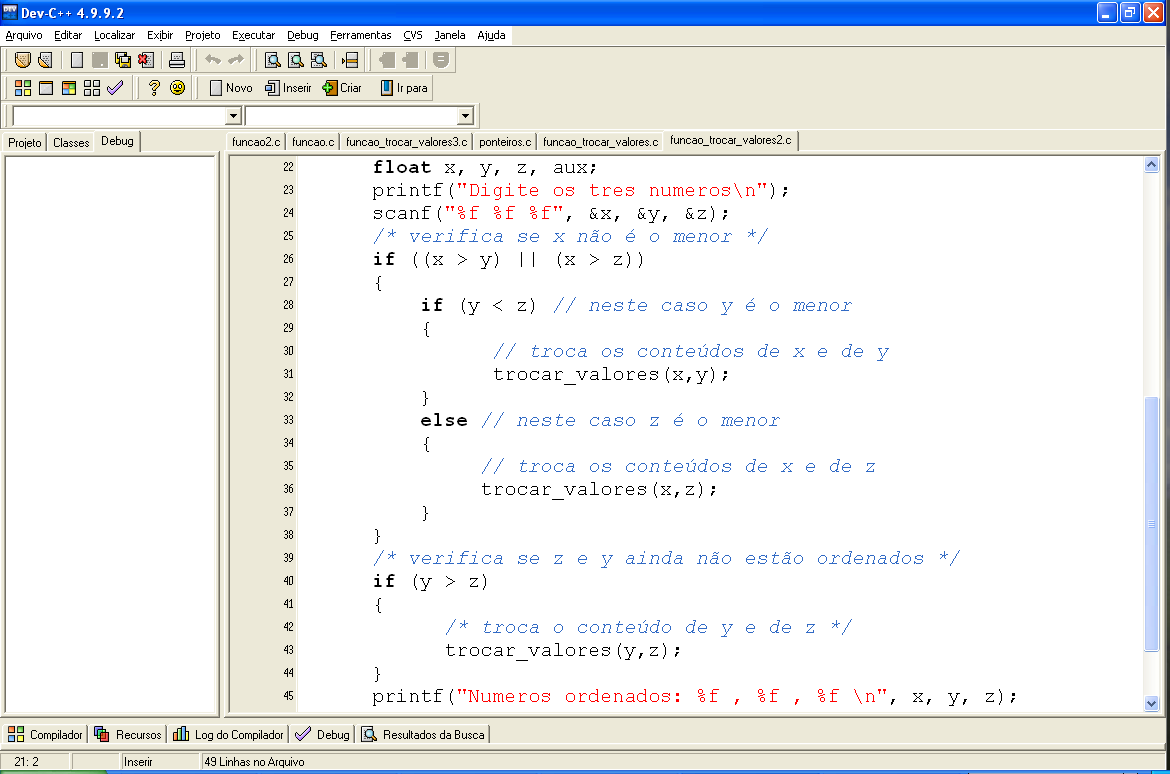 Dev-C++ 4.9.9.2
Arquivo Editar Localizar Exibir Projeto Executar Debug Ferramentas CVS Janela Ajuda
Novo Inserir Criar Ir para
Projeto Classes Debug
funcao2.c funcao.c funcao_trocar_valores3.c ponteiros.c funcao_trocar_valores.c funcao_trocar_valores2.c
22 float x, y, z, aux;
23 printf("Digite os tres numeros\n");
24 scanf("%f %f %f", &x, &y, &z);
25 /* verifica se x não é o menor */
26 if ((x > y) || (x > z))
27 {
28 if (y < z) // neste caso y é o menor
29 {
30 // troca os conteúdos de x e de y
31 trocar_valores(x,y);
32 }
33 else // neste caso z é o menor
34 {
35 // troca os conteúdos de x e de z
36 trocar_valores(x,z);
37 }
38 }
39 /* verifica se z e y ainda não estão ordenados */
40 if (y > z)
41 {
42 /* troca o conteúdo de y e de z */
43 trocar_valores(y,z);
44 }
45 printf("Numeros ordenados: %f , %f , %f \n", x, y, z);
Compilador Recursos Log do Compilador Debug Resultados da Busca
21: 2 Inserir 49 Linhas no Arquivo